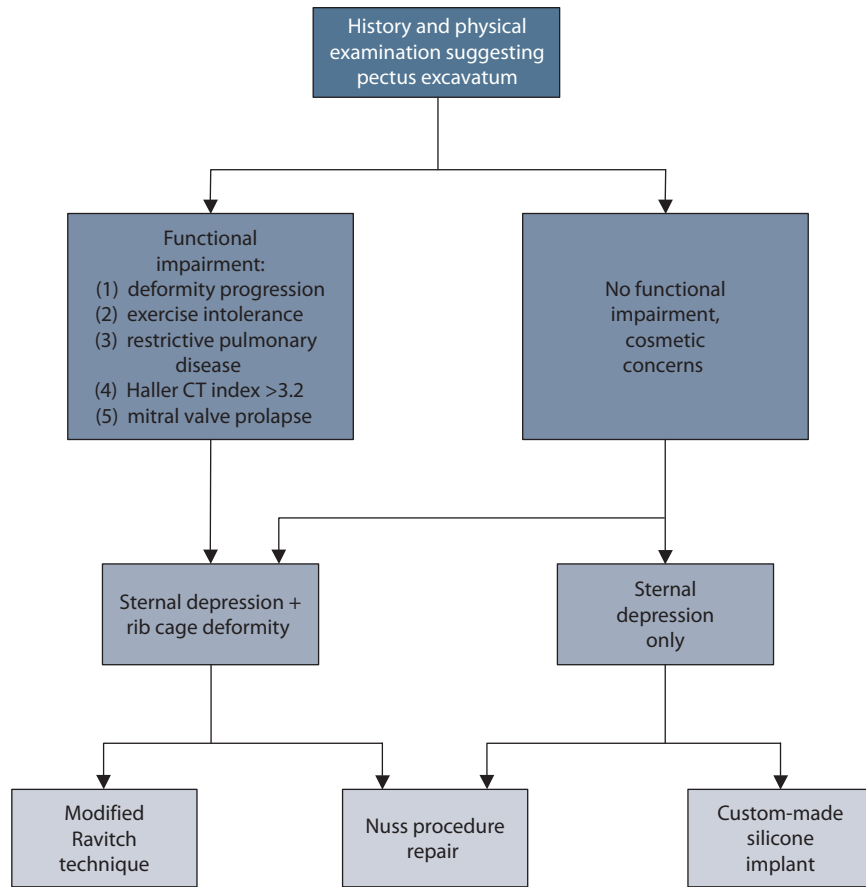 History and physical
examination suggesting
pectus excavatum
Functional
impairment:
(1) deformity progression
(2) exercise intolerance
(3) restrictive pulmonary
disease
(4) Haller CT index >3.2
(5) mitral valve prolapse
No functional
impairment,
cosmetic
concerns
Sternal depression +
rib cage deformity
Sternal
depression
only
Modified
Ravitch
technique
Nuss procedure
repair
Custom-made
silicone
implant